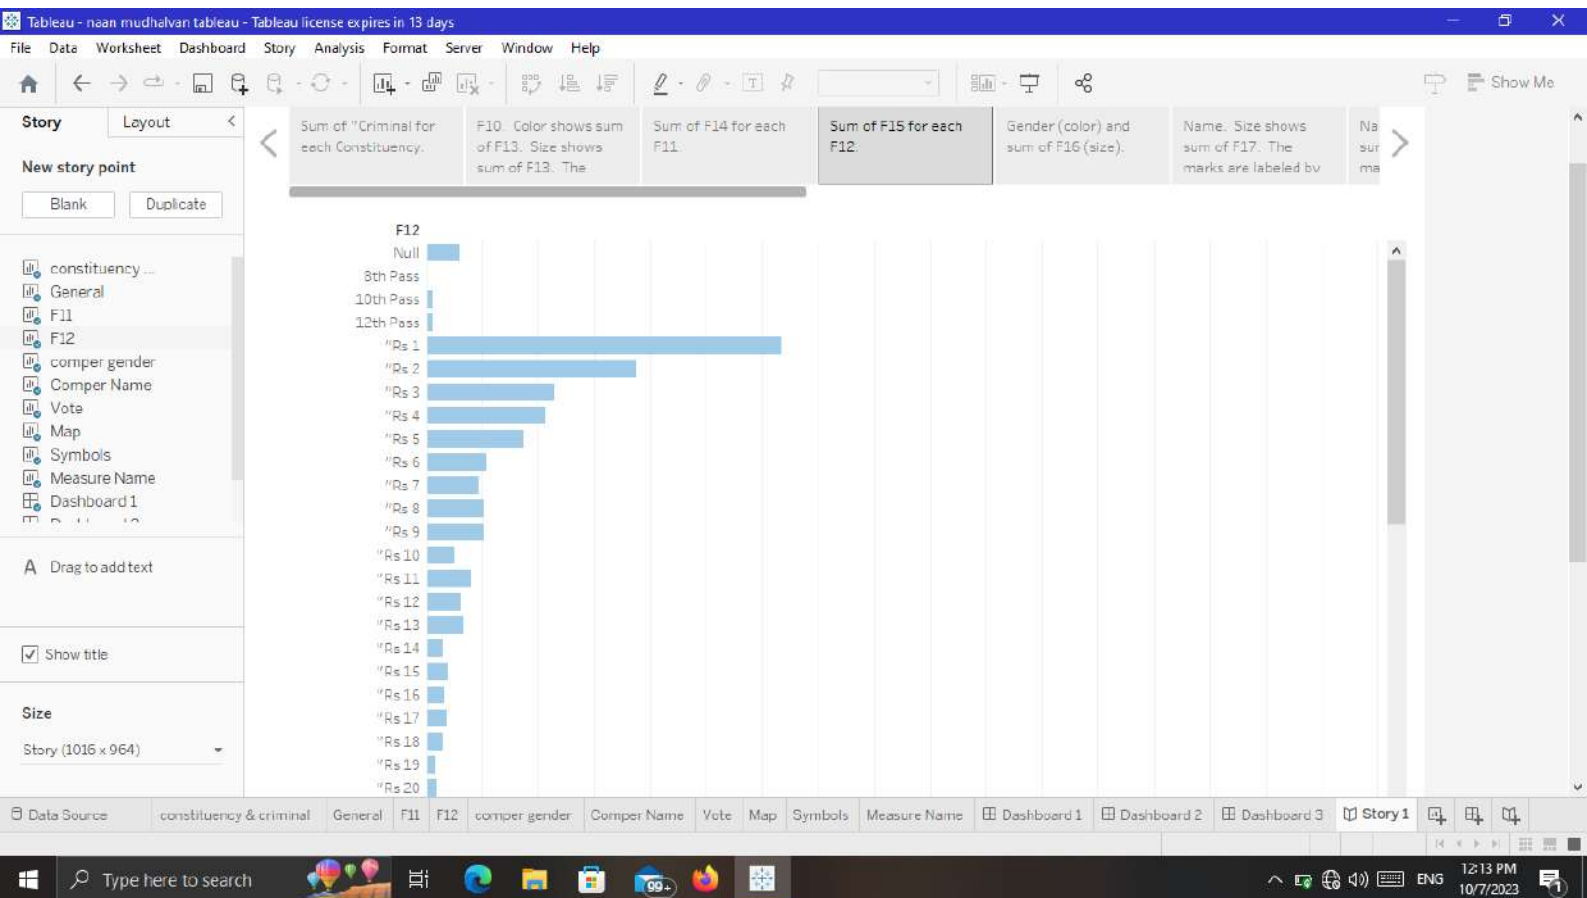 Tableau - naan mudhalvan tableau - Tableau license expires in 13 days
File Data Worksheet Dashboard Story Analysis Format Server Window Help
Show Me
Story Layout
New story point
Blank Duplicate
constituency ...
General
F11
F12
comper gender
Comper Name
Vote
Map
Symbols
Measure Name
Dashboard 1
A Drag to add text
Show title
Size
Story (1016 x 964)
Sum of "Criminal for
each Constituency.
F10. Color shows sum
of F13. Size shows
sum of F13. The
Sum of F14 for each
F11.
Sum of F15 for each
F12.
Gender (color) and
sum of F16 (size).
Name. Size shows
sum of F17. The
marks are labeled by
Na
sur
ma
F12
Null
8th Pass
10th Pass
12th Pass
"Rs 1
"Rs 2
"Rs 3
"Rs 4
"Rs 5
"Rs 6
"Rs 7
"Rs 8
"Rs 9
"Rs 10
"Rs 11
"Rs 12
"Rs 13
"Rs 14
"Rs 15
"Rs 16
"Rs 17
"Rs 18
"Rs 19
"Rs 20
Data Source constituency & criminal General F11 F12 comper gender Comper Name Vote Map Symbols Measure Name Dashboard 1 Dashboard 2 Dashboard 3 Story 1
Type here to search
99+
ENG
12:13 PM
10/7/2023
1